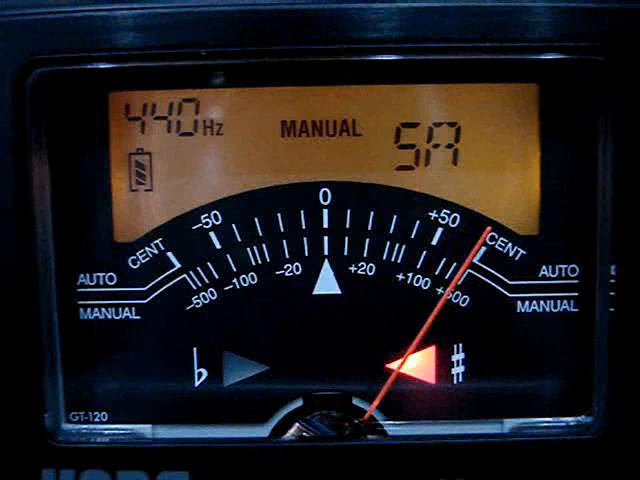 440Hz MANUAL 5A
-50 0 +50
CENT CENT
AUTO -500 -100 -20 +20 +100 +500 AUTO
MANUAL MANUAL
♭ ♯
GT-120